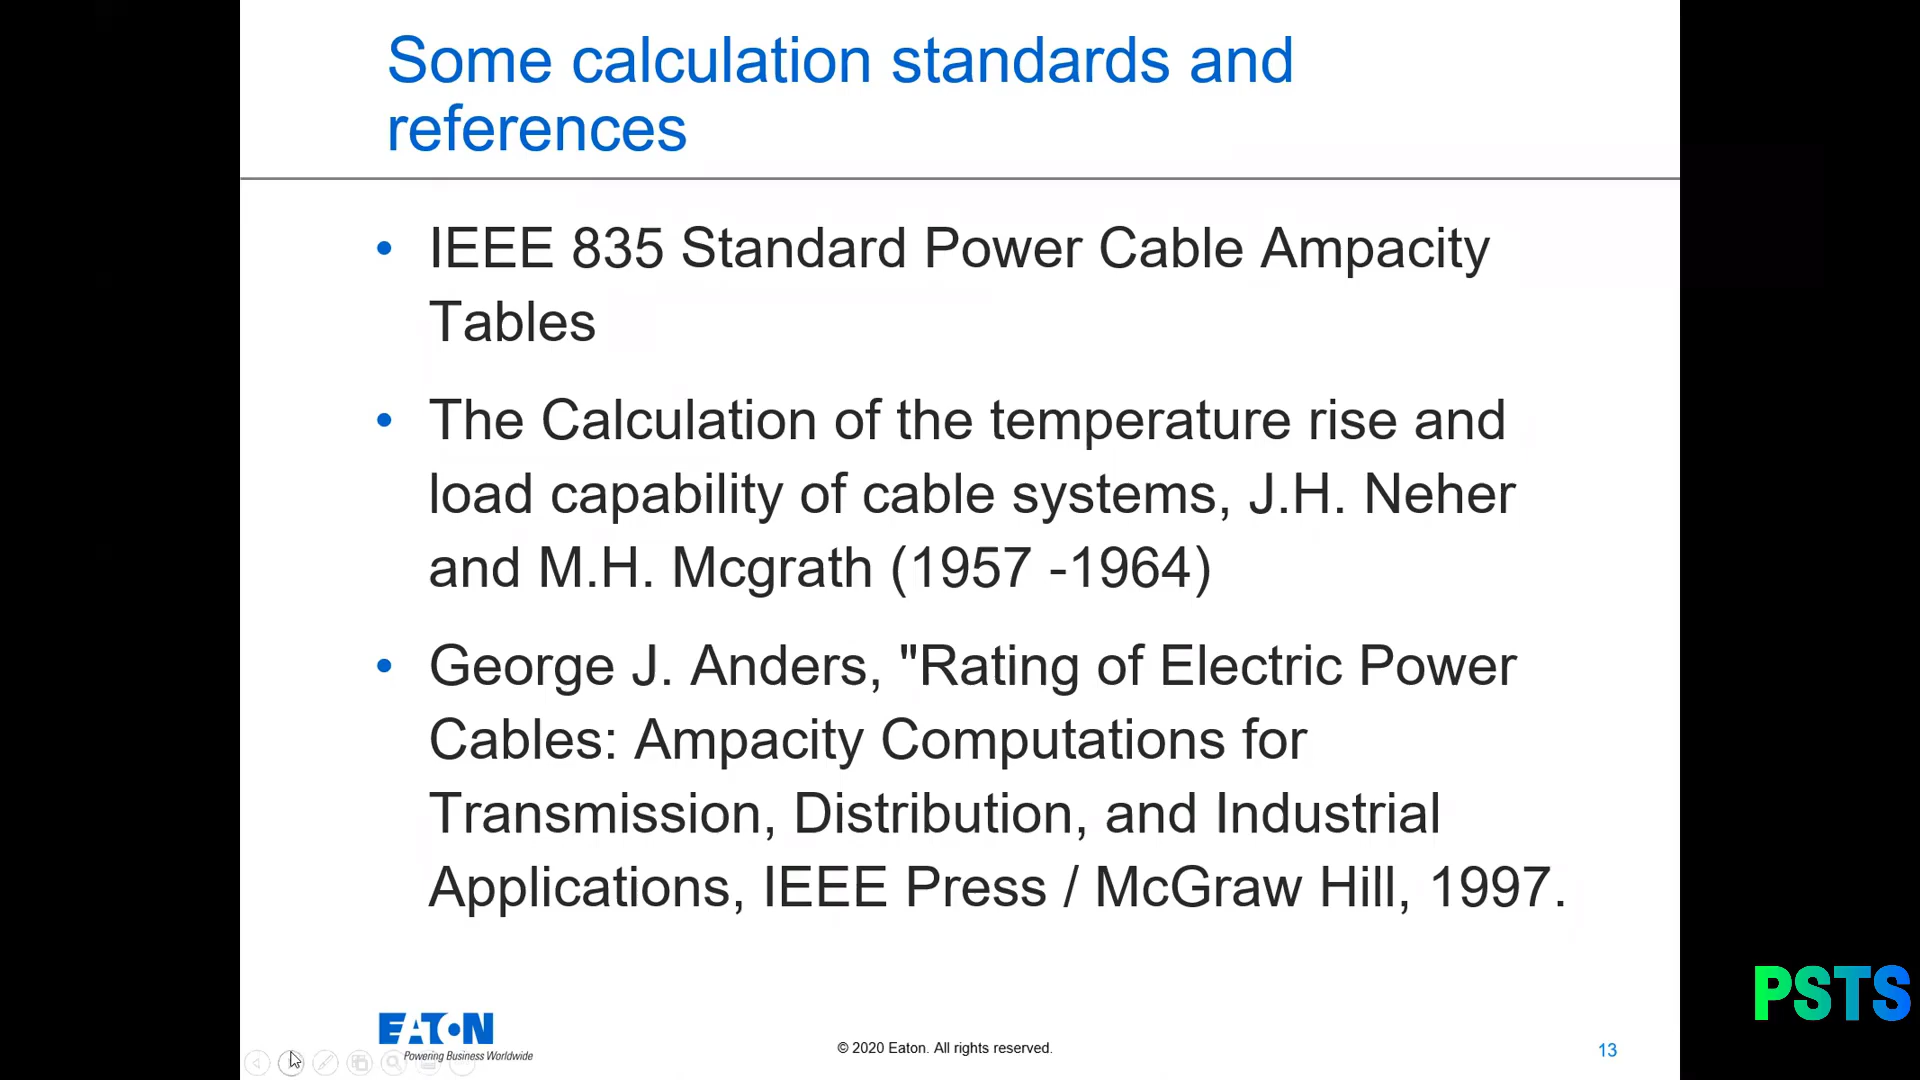 Some calculation standards and
references
• IEEE 835 Standard Power Cable Ampacity
Tables
• The Calculation of the temperature rise and
load capability of cable systems, J.H. Neher
and M.H. Mcgrath (1957 -1964)
• George J. Anders, "Rating of Electric Power
Cables: Ampacity Computations for
Transmission, Distribution, and Industrial
Applications, IEEE Press / McGraw Hill, 1997.
EATON
Powering Business Worldwide
© 2020 Eaton. All rights reserved.
13
PSTS